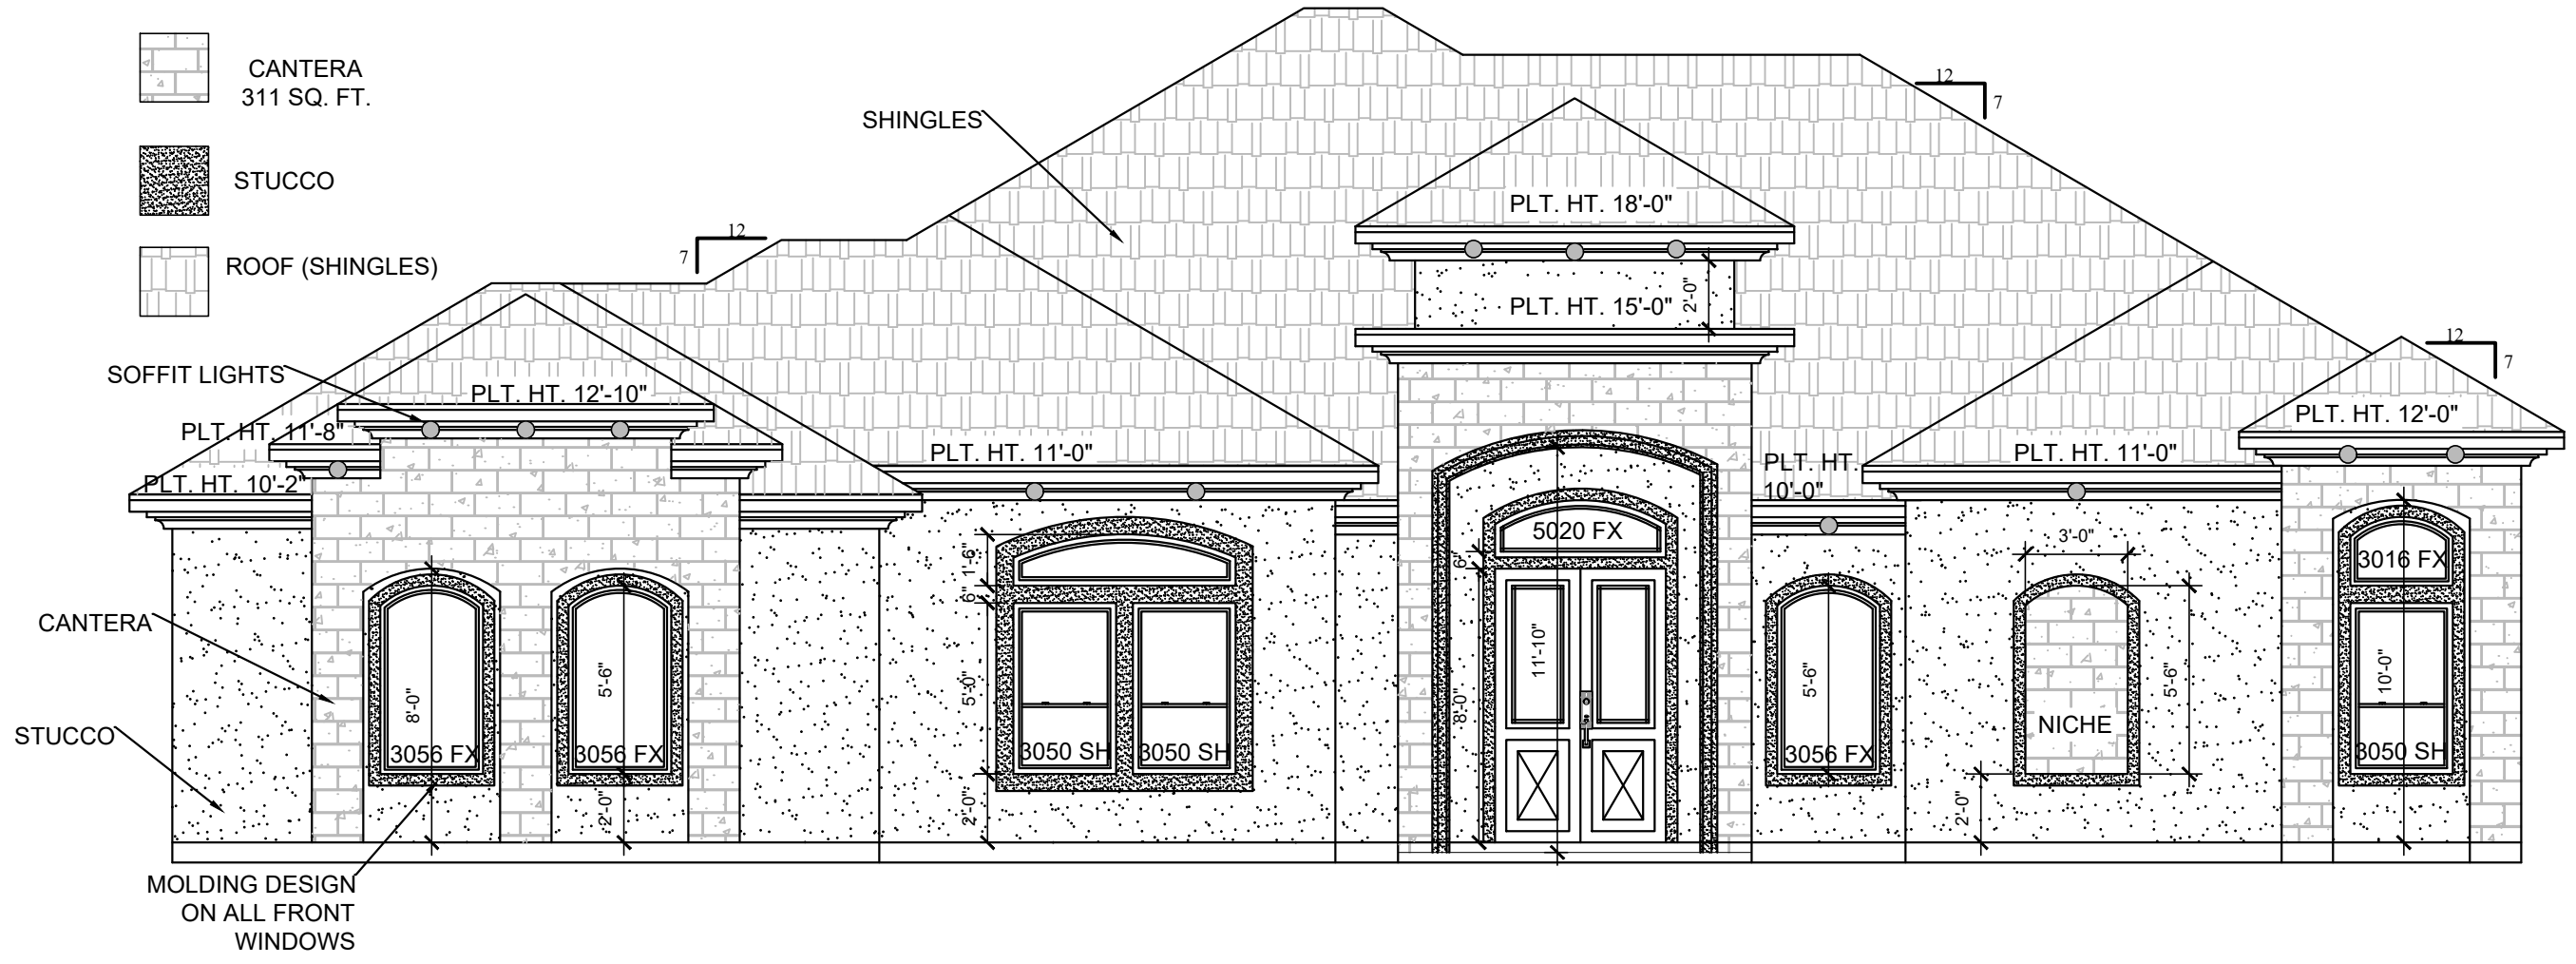 CANTERA
311 SQ. FT.
STUCCO
ROOF (SHINGLES)
SHINGLES
12
7
12
7
12
7
SOFFIT LIGHTS
PLT. HT. 18'-0"
PLT. HT. 15'-0"
2'-0"
PLT. HT. 12'-10"
PLT. HT. 11'-8"
PLT. HT. 10'-2"
PLT. HT. 11'-0"
PLT. HT.
10'-0"
PLT. HT. 11'-0"
PLT. HT. 12'-0"
CANTERA
STUCCO
MOLDING DESIGN
ON ALL FRONT
WINDOWS
8'-0"
3056 FX
5'-6"
3056 FX
2'-0"
1'-6"
6"
5'-0"
2'-0"
3050 SH
3050 SH
5020 FX
6"
11'-10"
8'-0"
5'-6"
3056 FX
3'-0"
5'-6"
NICHE
2'-0"
3016 FX
10'-0"
3050 SH